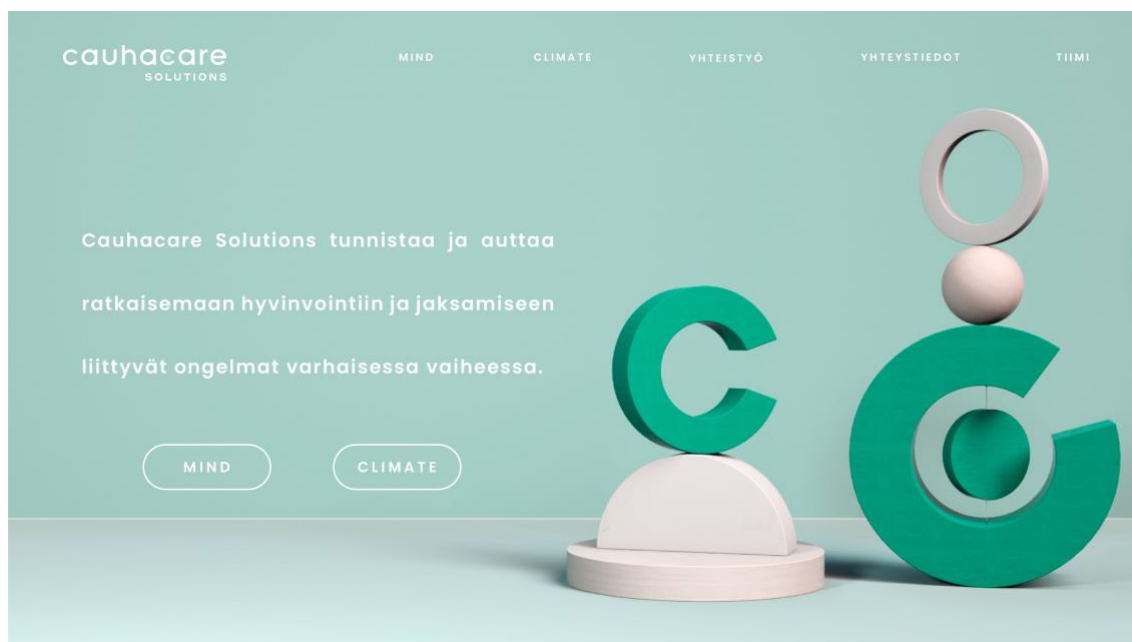 cauhacare
SOLUTIONS
MIND
CLIMATE
YHTEISTYÖ
YHTEYSTIEDOT
TIIMI
Cauhacare Solutions tunnistaa ja auttaa
ratkaisemaan hyvinvointiin ja jaksamiseen
liittyvät ongelmat varhaisessa vaiheessa.
MIND
CLIMATE